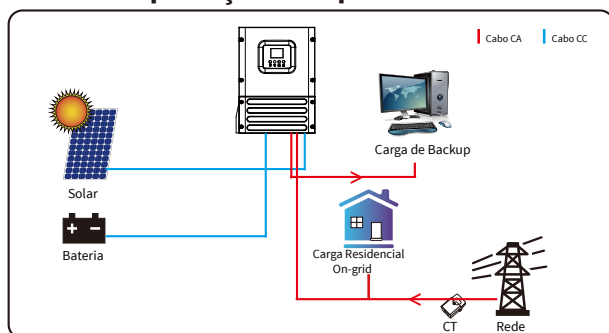 Cabo CA
Cabo CC
Carga de Backup
Solar
Bateria
Carga Residencial
On-grid
CT
Rede